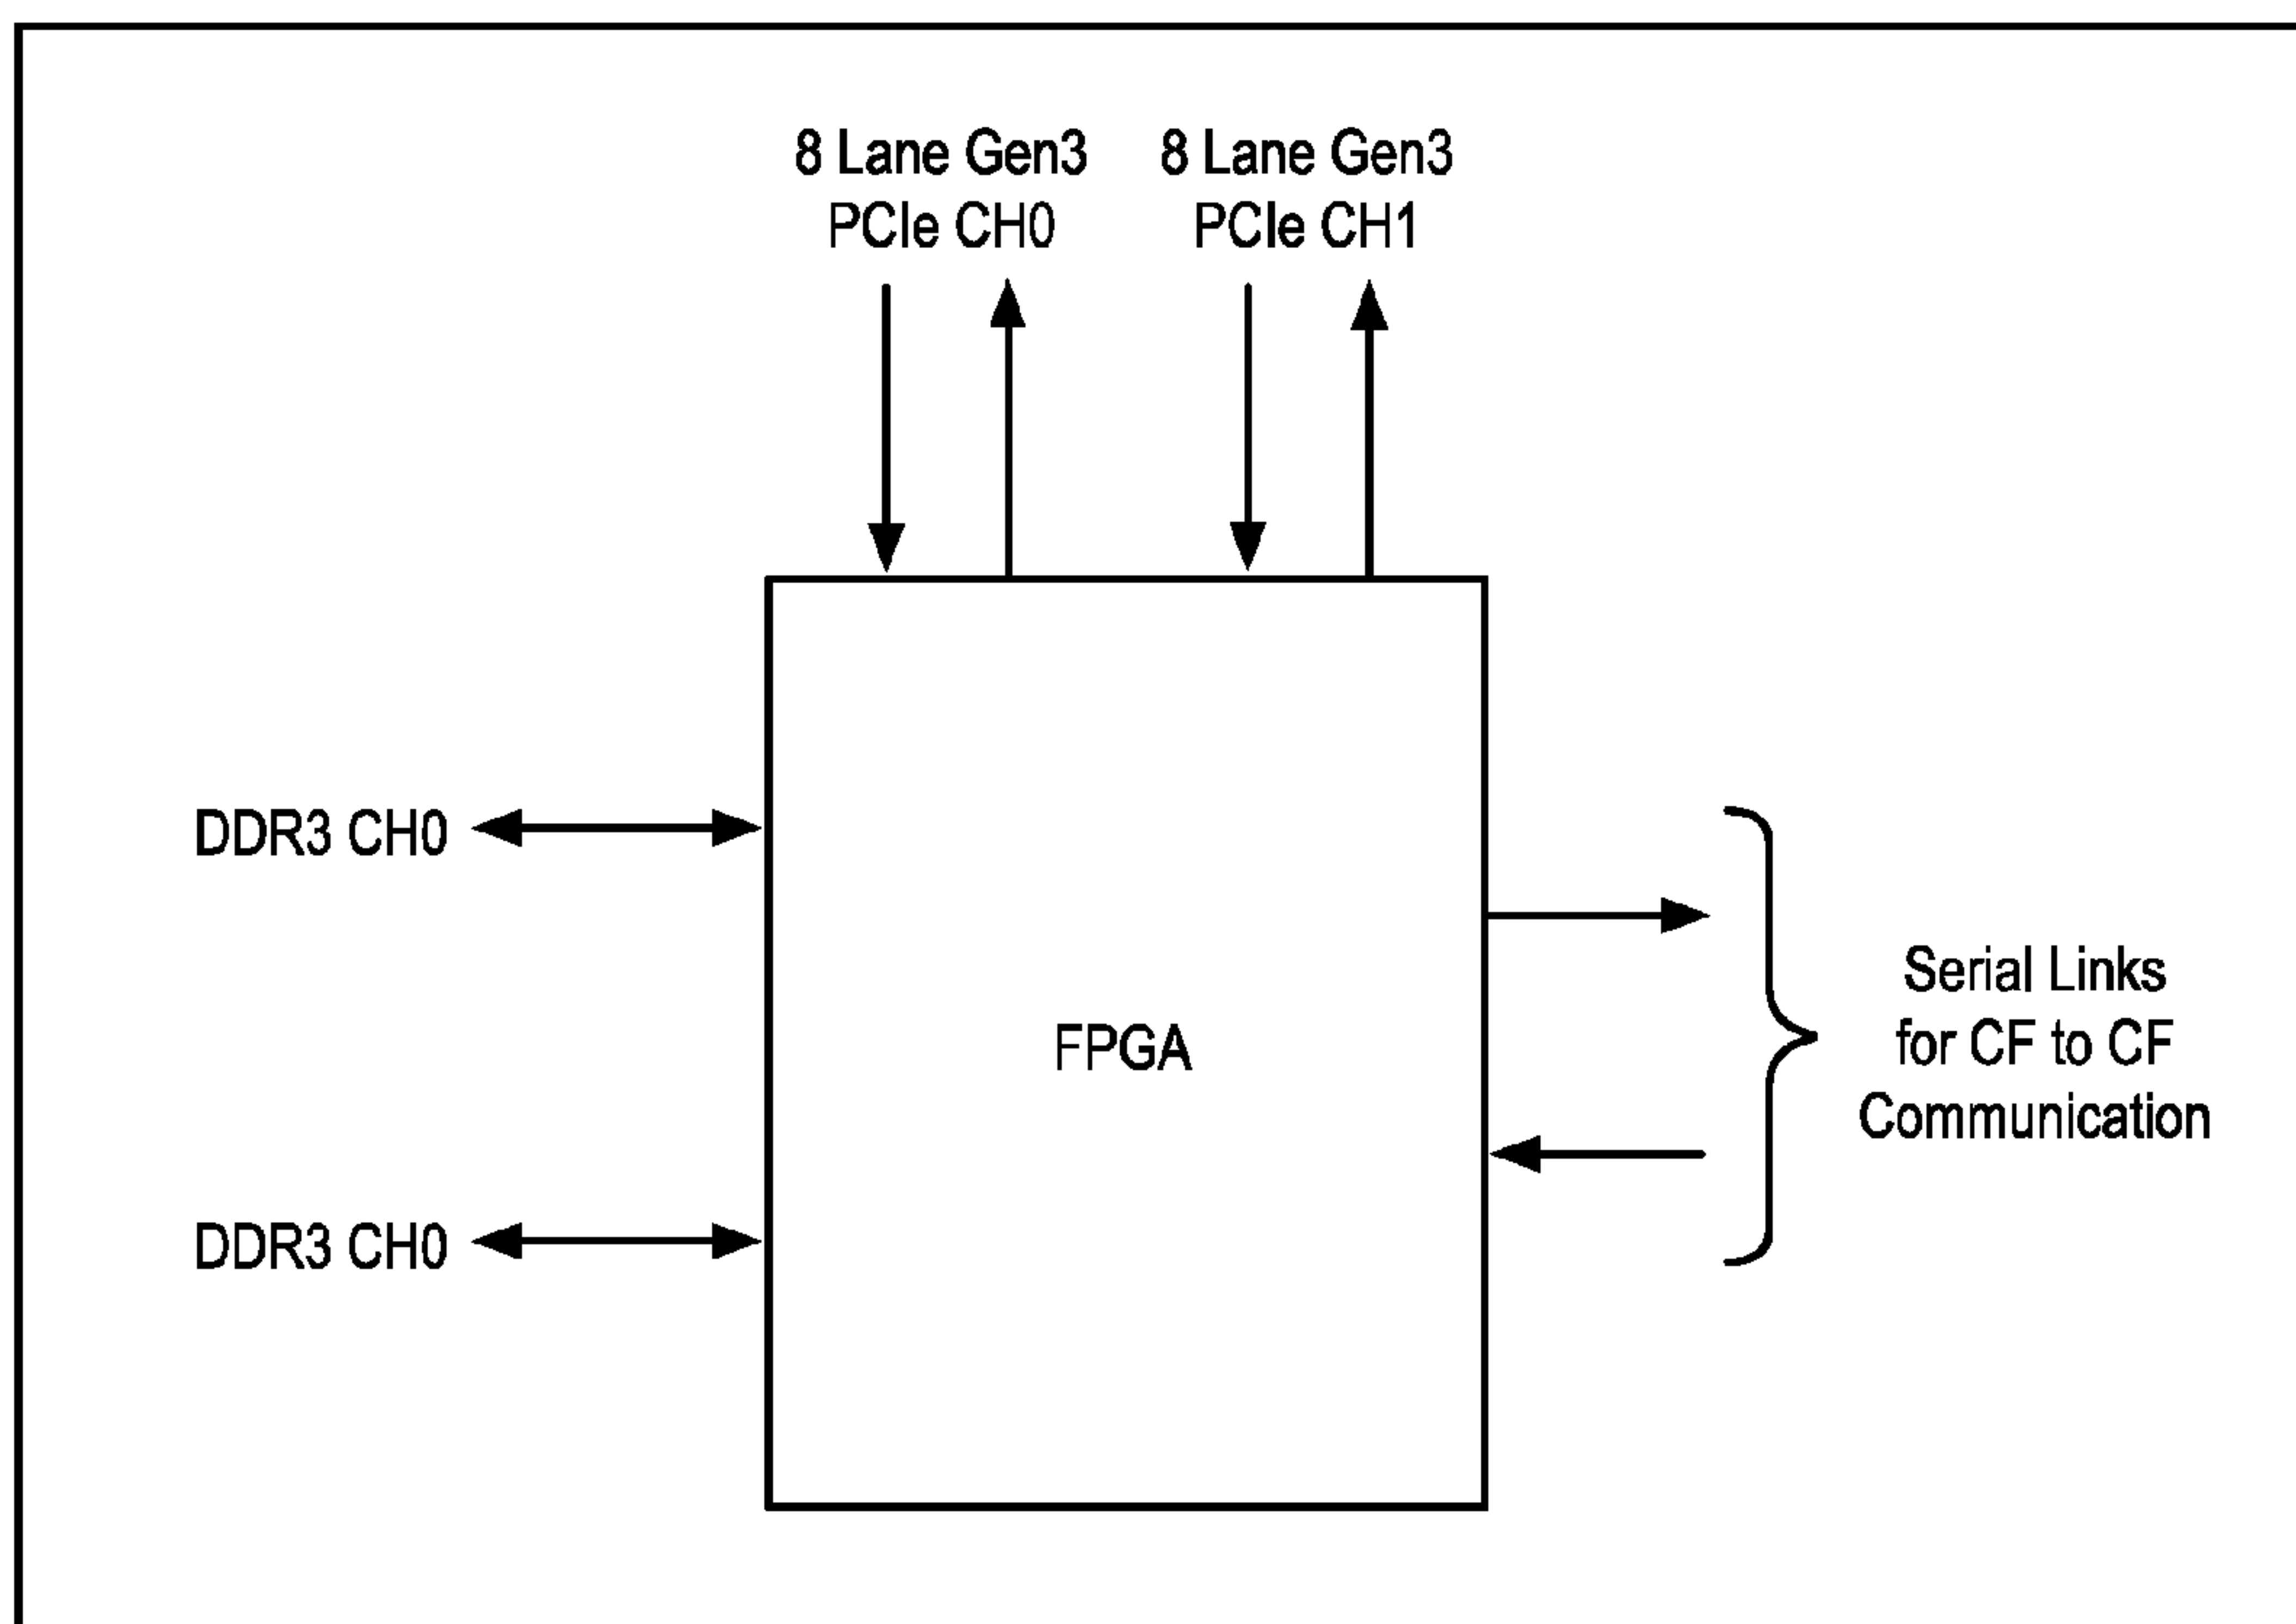 8 Lane Gen3
PCIe CH0
8 Lane Gen3
PCIe CH1
DDR3 CH0
FPGA
Serial Links
for CF to CF
Communication
DDR3 CH0